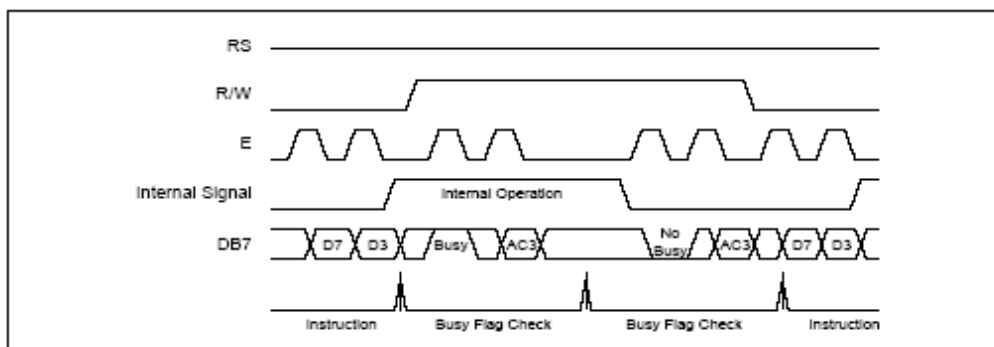 RS
R/W
E
Internal Signal
Internal Operation
DB7
D7
D3
Busy
AC3
No
Busy
AC3
D7
D3
Instruction
Busy Flag Check
Busy Flag Check
Instruction